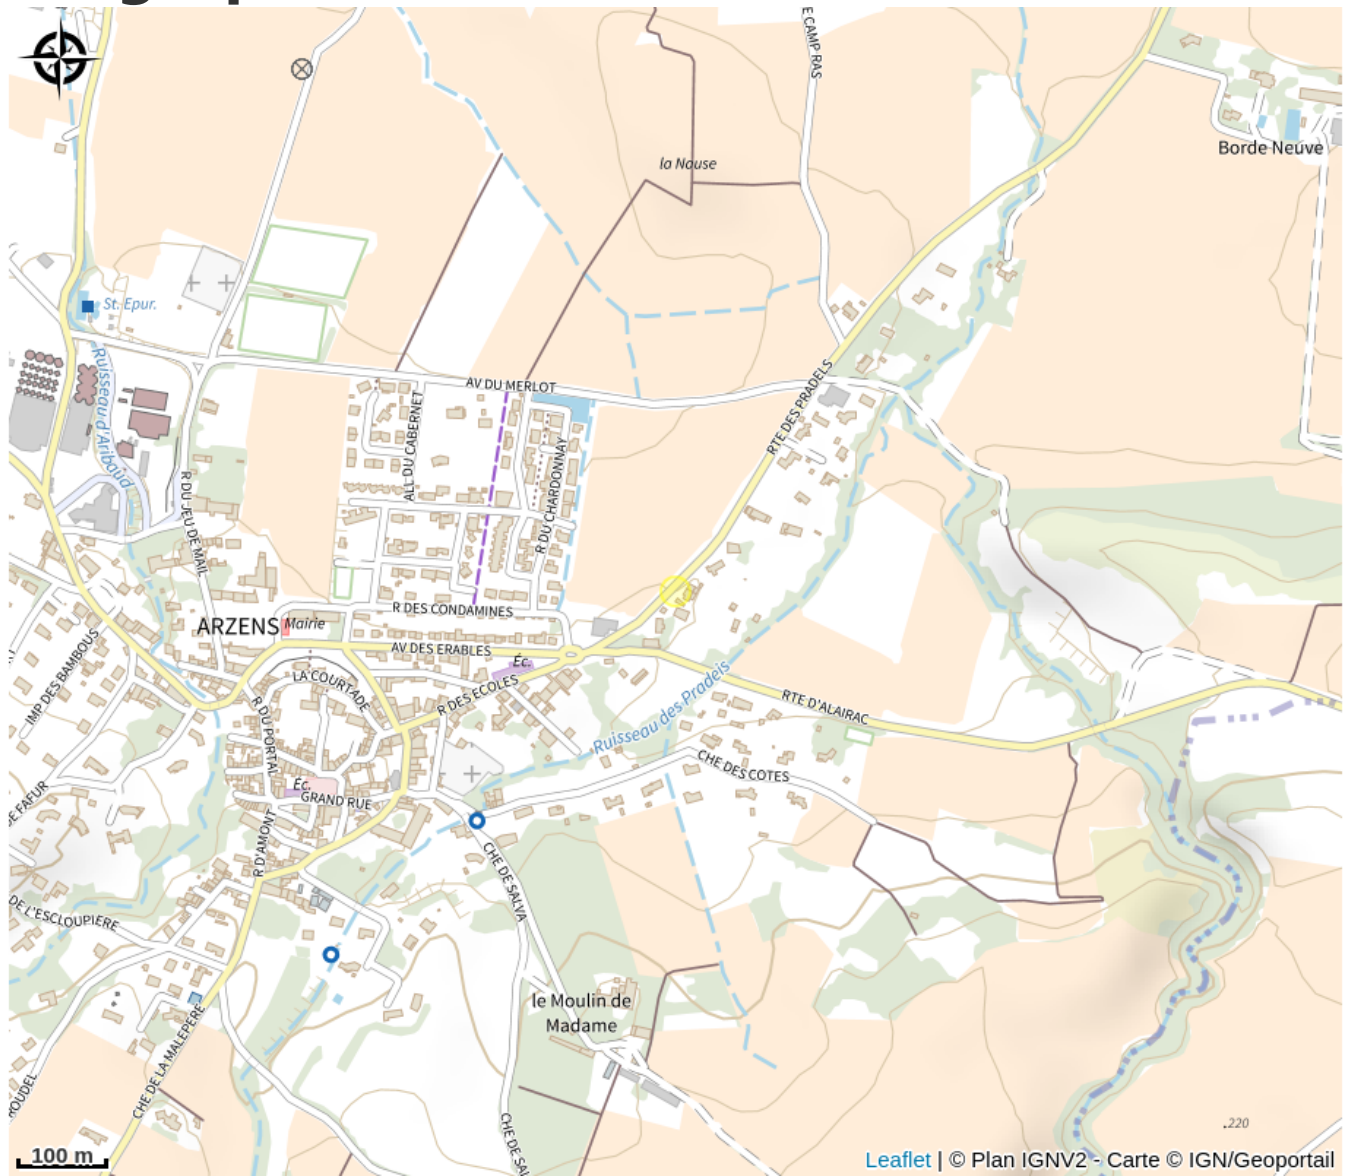 E CAMP RAS
Borde Neuve
la Nause
St. Epur.
Ruisseau d'Aribaud
AV DU MERLOT
RTE DES PRADELS
ALL DU CABERNET
R DU CHARDONNAY
R DU JEU DE MAIL
R DES CONDAMINES
ARZENS
Mairie
AV DES ERABLES
Éc.
IMP DES BAMBOUS
LA COURTADE
R DES ECOLES
Ruisseau des Pradels
RTE D'ALAIRAC
R DU PORTAL
CHE DES COTES
Éc.
GRAND RUE
DE FAFUR
R D'AMONT
CHE DE SALVA
DE L'ESCLOUPIERE
le Moulin de
Madame
CHE DE LA MALEPERE
ROUDEL
CHE DE SAL
220
100 m
Leaflet | © Plan IGNV2 - Carte © IGN/Geoportail